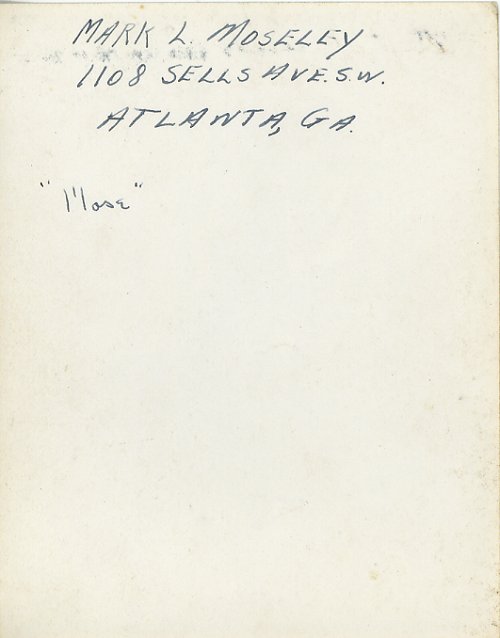 MARK L. MOSELEY
1108 SELLS AVE. S.W.
ATLANTA, GA.
"Mose"